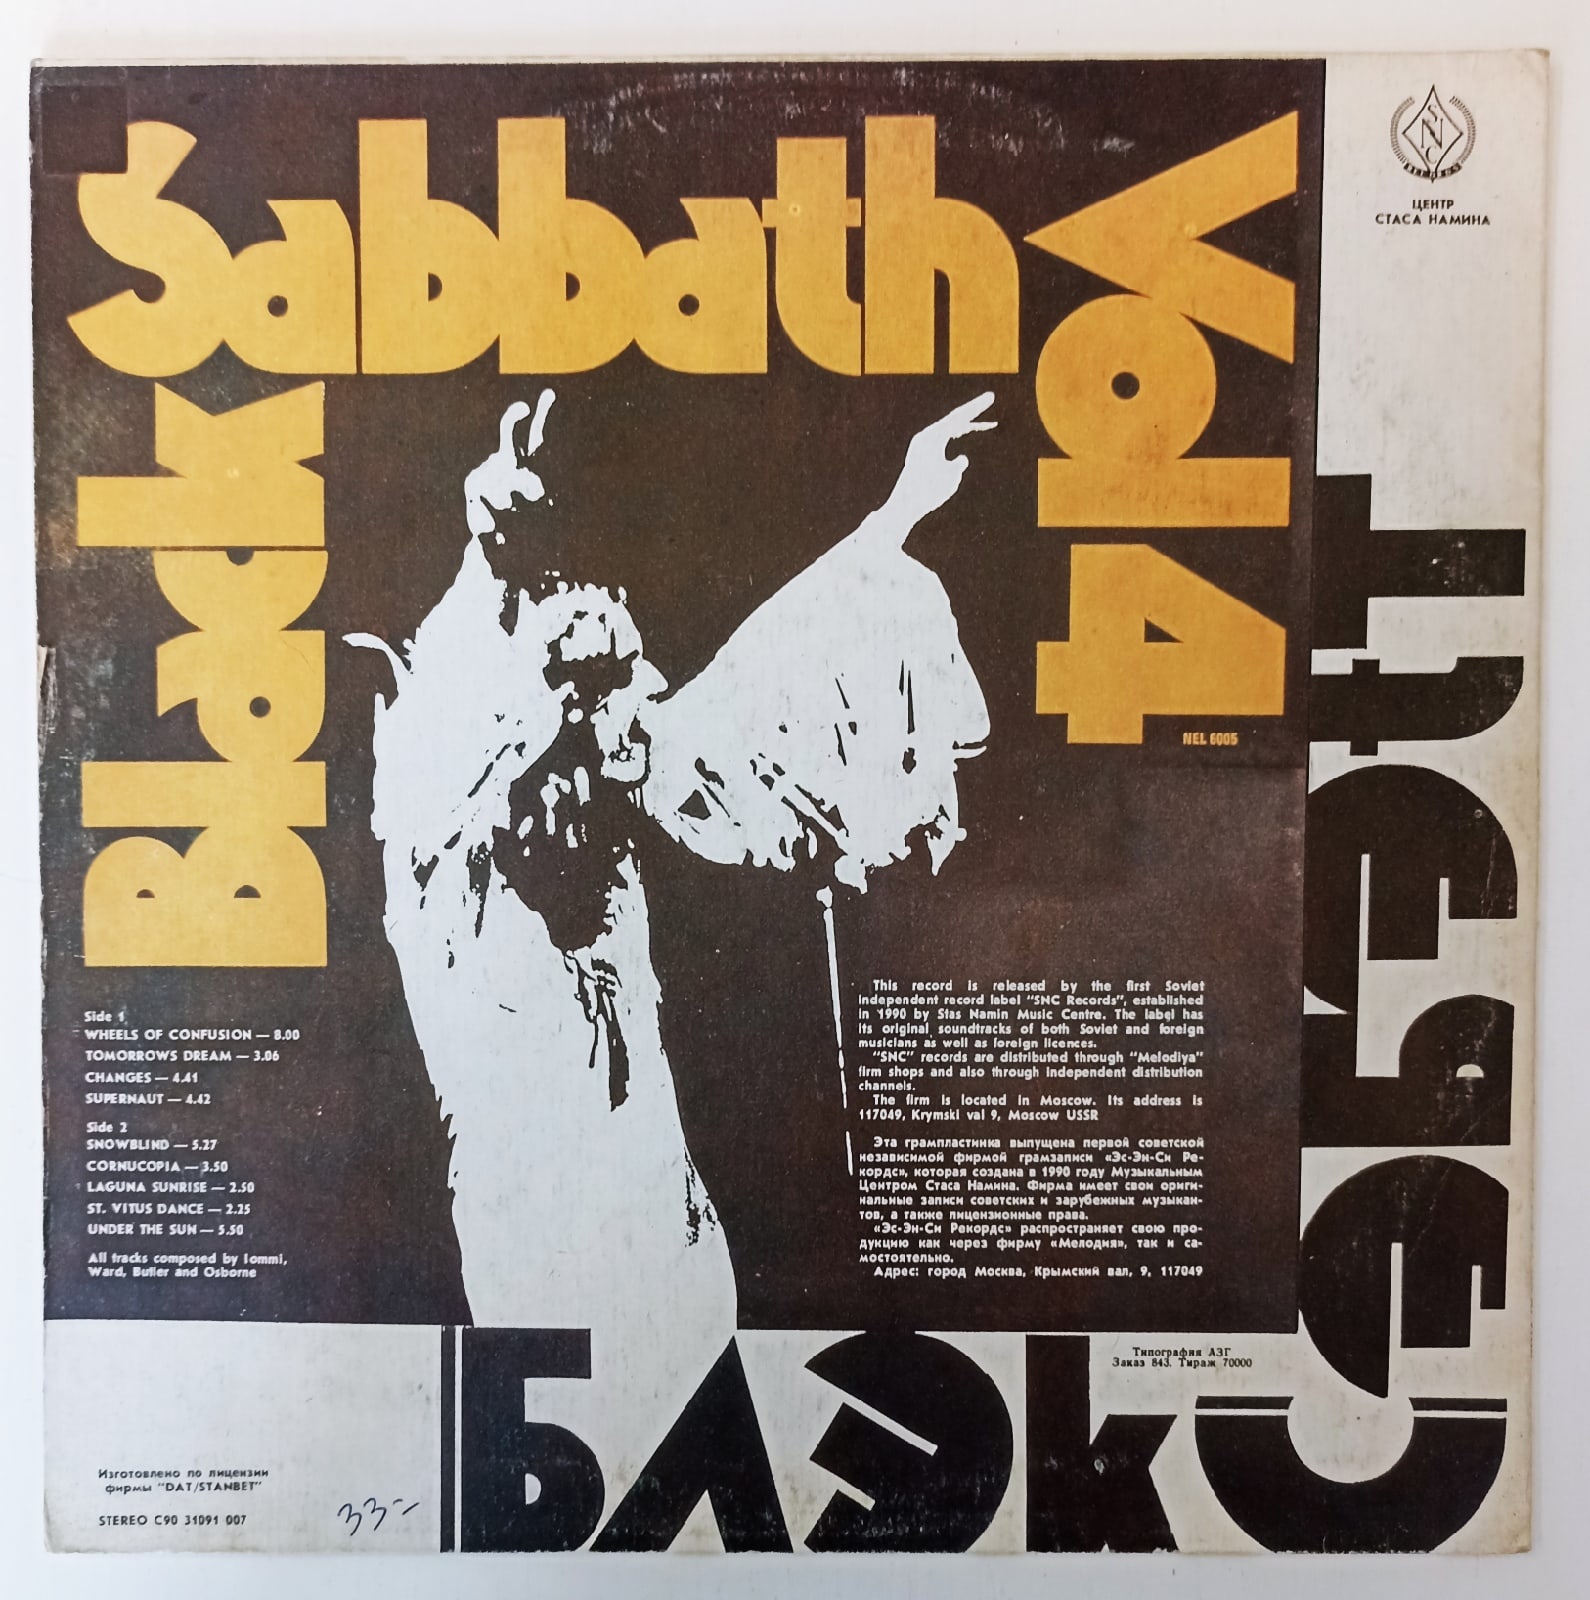 Black
Sabbath
Vol 4
NEL 6005
SNC
RECORDS
ЦЕНТР
СТАСА НАМИНА
Side 1
WHEELS OF CONFUSION — 8.00
TOMORROWS DREAM — 3.06
CHANGES — 4.41
SUPERNAUT — 4.42
Side 2
SNOWBLIND — 5.27
CORNUCOPIA — 3.50
LAGUNA SUNRISE — 2.50
ST. VITUS DANCE — 2.25
UNDER THE SUN — 5.50
All tracks composed by Iommi,
Ward, Butler and Osborne
This record is released by the first Soviet
independent record label "SNC Records", established
in 1990 by Stas Namin Music Centre. The label has
its original soundtracks of both Soviet and foreign
musicians as well as foreign licences.
"SNC" records are distributed through "Melodiya"
firm shops and also through independent distribution
channels.
The firm is located in Moscow. Its address is
117049, Krymski val 9, Moscow USSR
Эта грампластинка выпущена первой советской
независимой фирмой грамзаписи «Эс-Эн-Си Ре-
кордс», которая создана в 1990 году Музыкальным
Центром Стаса Намина. Фирма имеет свои ориги-
нальные записи советских и зарубежных музыкан-
тов, а также лицензионные права.
«Эс-Эн-Си Рекордс» распространяет свою про-
дукцию как через фирму «Мелодия», так и са-
мостоятельно.
Адрес: город Москва, Крымский вал, 9, 117049
Типография АЗГ
Заказ 843. Тираж 70000
Блэк
Сэбэтт
Изготовлено по лицензии
фирмы "DAT/STANBET"
STEREO C90 31091 007
33-